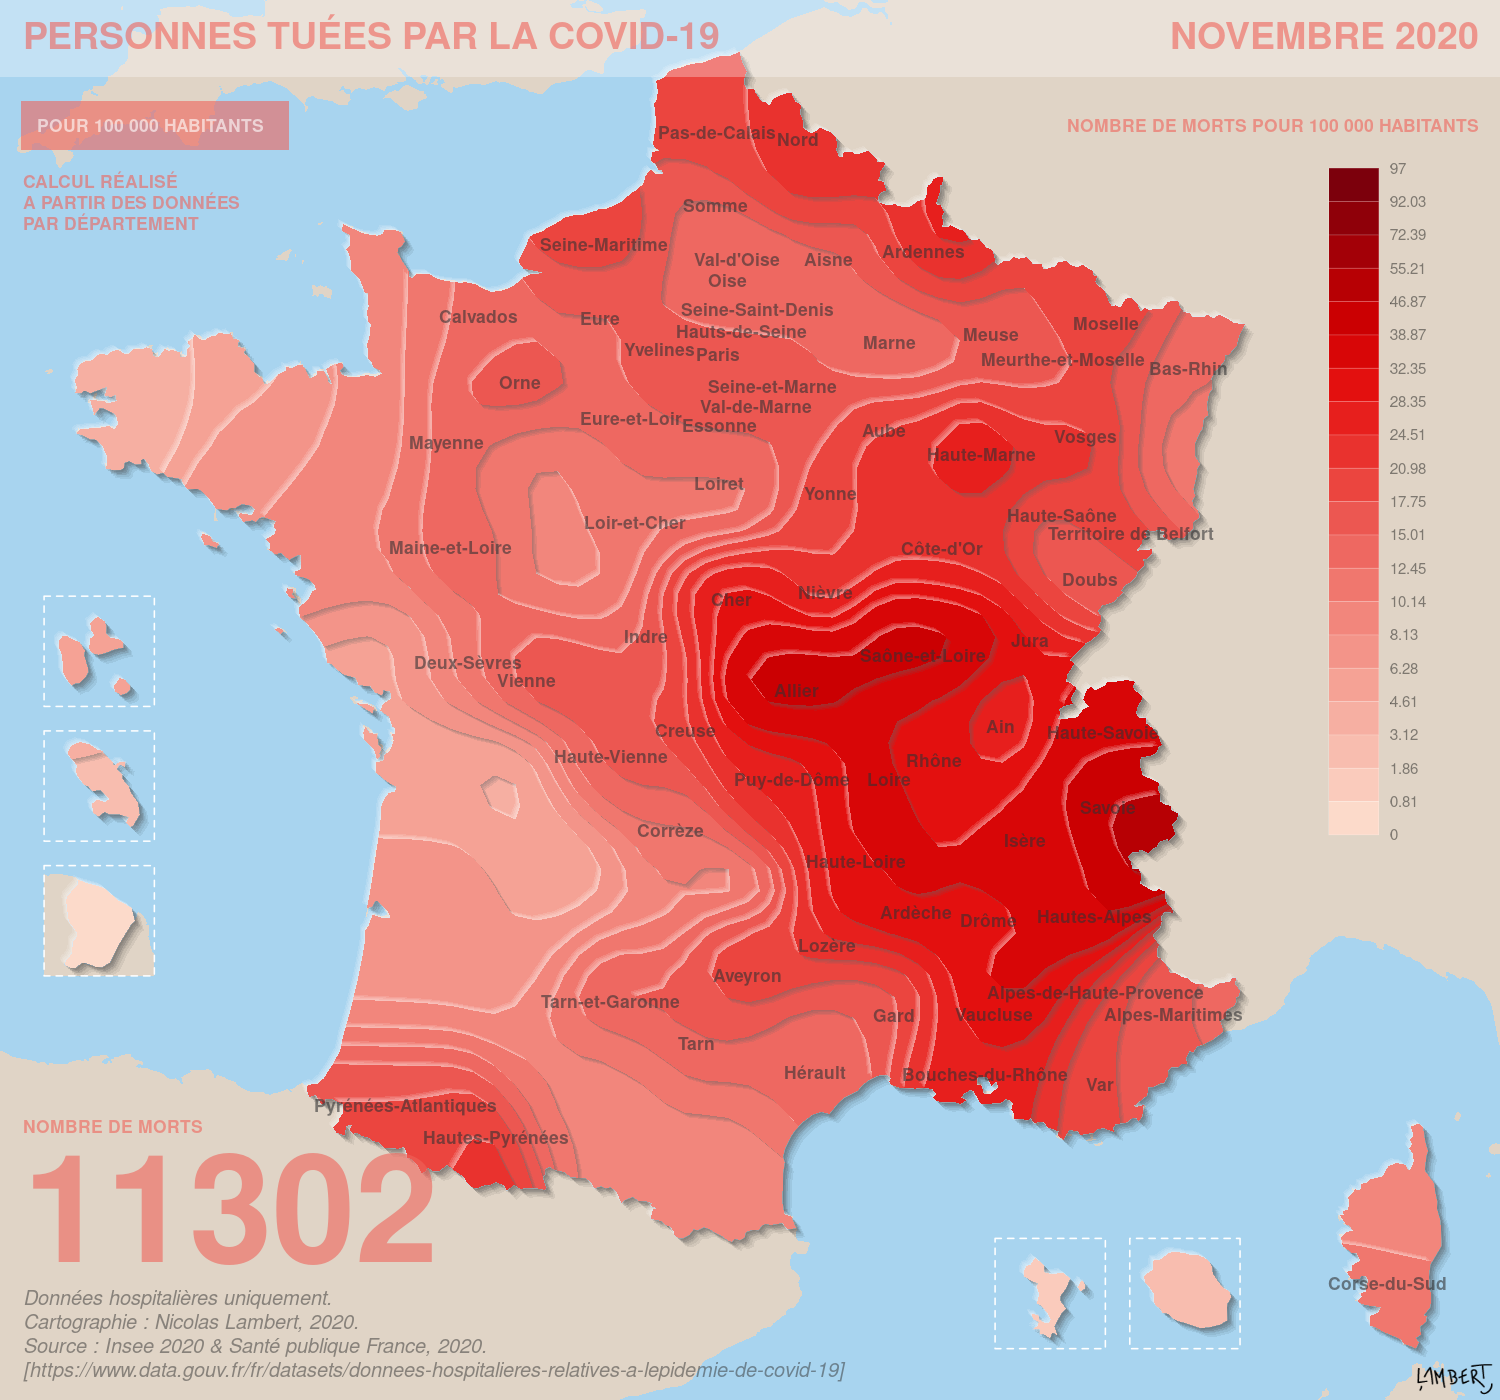 PERSONNES TUÉES PAR LA COVID-19
NOVEMBRE 2020
POUR 100 000 HABITANTS
CALCUL RÉALISÉ
A PARTIR DES DONNÉES
PAR DÉPARTEMENT
NOMBRE DE MORTS POUR 100 000 HABITANTS
97
92.03
72.39
55.21
46.87
38.87
32.35
28.35
24.51
20.98
17.75
15.01
12.45
10.14
8.13
6.28
4.61
3.12
1.86
0.81
0
Pas-de-Calais
Nord
Somme
Seine-Maritime
Ardennes
Val-d'Oise
Aisne
Oise
Seine-Saint-Denis
Calvados
Eure
Moselle
Hauts-de-Seine
Meuse
Marne
Yvelines
Paris
Meurthe-et-Moselle
Bas-Rhin
Orne
Seine-et-Marne
Val-de-Marne
Eure-et-Loir
Essonne
Aube
Vosges
Mayenne
Haute-Marne
Loiret
Yonne
Haute-Saône
Loir-et-Cher
Territoire de Belfort
Maine-et-Loire
Côte-d'Or
Doubs
Nièvre
Cher
Indre
Jura
Saône-et-Loire
Deux-Sèvres
Vienne
Allier
Ain
Creuse
Haute-Savoie
Haute-Vienne
Rhône
Puy-de-Dôme
Loire
Savoie
Corrèze
Isère
Haute-Loire
Ardèche
Drôme
Hautes-Alpes
Lozère
Aveyron
Alpes-de-Haute-Provence
Tarn-et-Garonne
Gard
Vaucluse
Alpes-Maritimes
Tarn
Hérault
Bouches-du-Rhône
Var
Pyrénées-Atlantiques
Hautes-Pyrénées
Corse-du-Sud
NOMBRE DE MORTS
11302
Données hospitalières uniquement.
Cartographie : Nicolas Lambert, 2020.
Source : Insee 2020 & Santé publique France, 2020.
[https://www.data.gouv.fr/fr/datasets/donnees-hospitalieres-relatives-a-lepidemie-de-covid-19]
LAMBERT